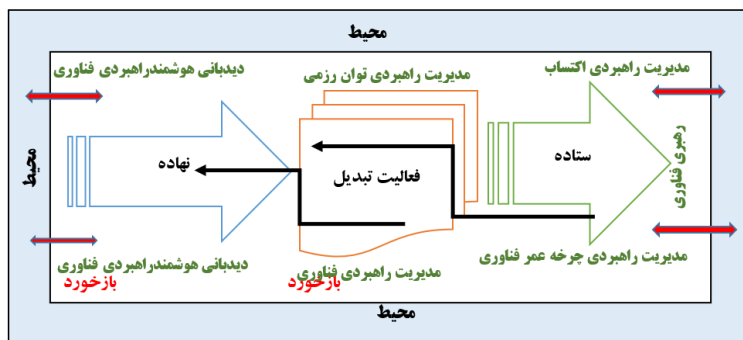 محیط
مدیریت راهبردی اکتساب
مدیریت راهبردی توان رزمی
دیدبانی هوشمندراهبردی فناوری
رهبری فناوری
ستاده
فعالیت تبدیل
نهاده
محیط
مدیریت راهبردی چرخه عمر فناوری
مدیریت راهبردی فناوری
دیدبانی هوشمندراهبردی فناوری
بازخورد
بازخورد
محیط